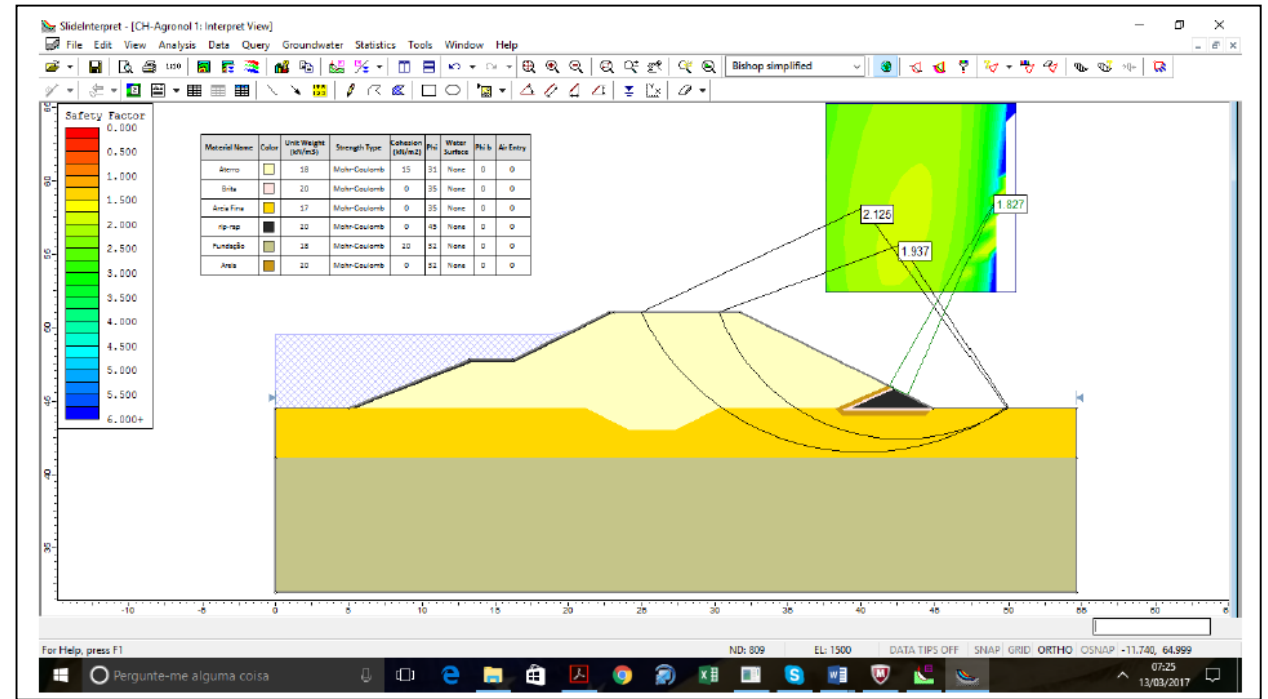 SlideInterpret - [CH-Agronol 1: Interpret View]
File Edit View Analysis Data Query Groundwater Statistics Tools Window Help
Bishop simplified
Safety Factor
0.000
0.500
1.000
1.500
2.000
2.500
3.000
3.500
4.000
4.500
5.000
5.500
6.000+
Material Name Color Unit Weight (kN/m3) Strength Type Cohesion (kN/m2) Phi Water Surface Phi b Air Entry
Aterro 18 Mohr-Coulomb 15 31 None 0 0
Brita 20 Mohr-Coulomb 0 35 None 0 0
Areia Fina 17 Mohr-Coulomb 0 35 None 0 0
rip-rap 20 Mohr-Coulomb 0 45 None 0 0
Fundação Mohr-Coulomb 20 32 None 0 0
Areia 20 Mohr-Coulomb 0 32 None 0 0
2.125
1.937
1.827
60
55
50
45
40
35
-10 -5 0 5 10 15 20 25 30 35 40 45 50 55 60
For Help, press F1
ND: 809 EL: 1500 DATA TIPS OFF SNAP GRID ORTHO OSNAP -11.740, 64.999
Pergunte-me alguma coisa
07:25
13/03/2017